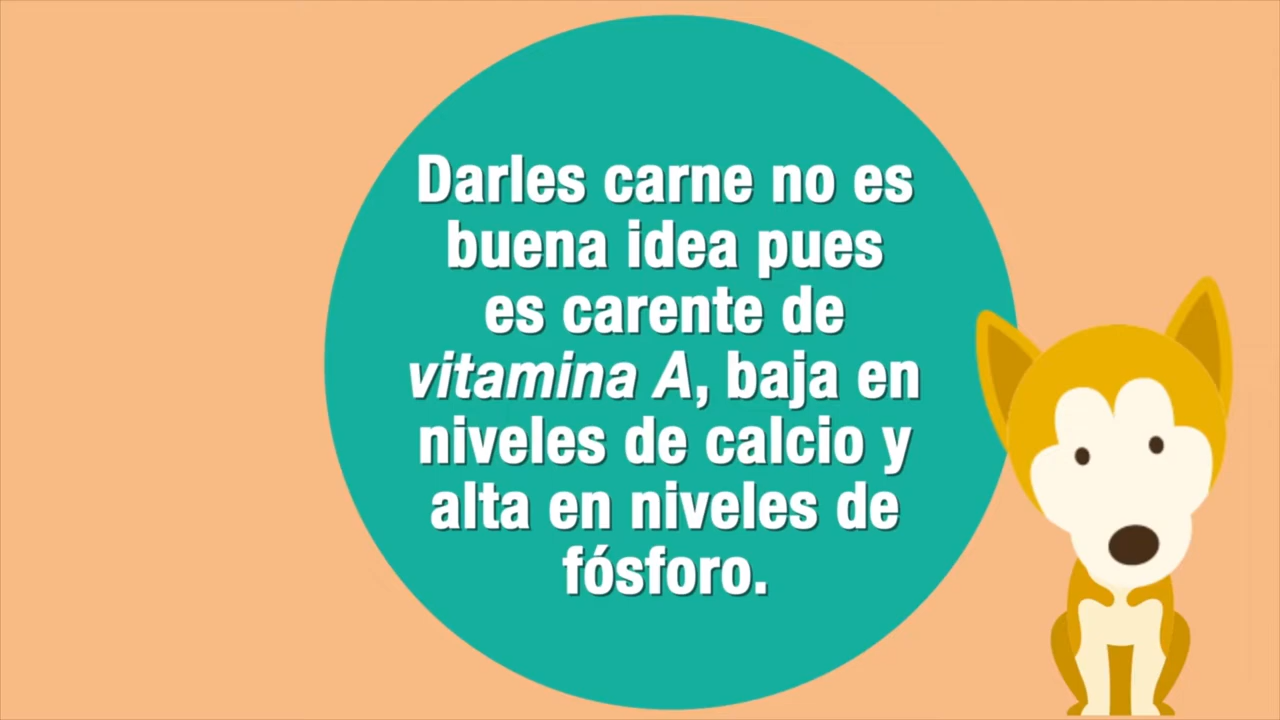 Darles carne no es
buena idea pues
es carente de
vitamina A, baja en
niveles de calcio y
alta en niveles de
fósforo.